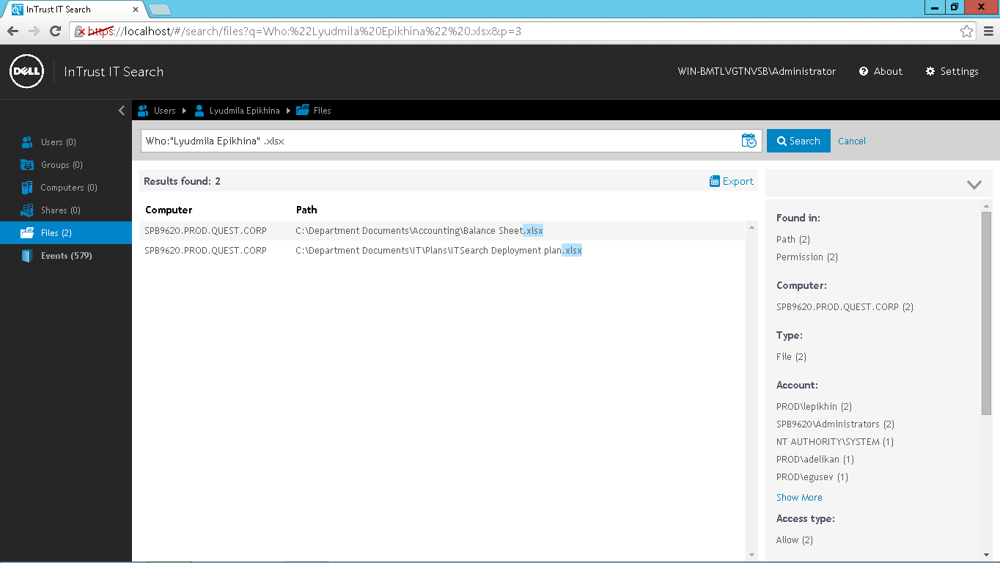 InTrust IT Search
https://localhost/#/search/files?q=Who:%22Lyudmila%20Epikhina%22%20.xlsx&p=3
DELL
InTrust IT Search
WIN-BMTLVGTNVSB\Administrator
About
Settings
Users
Lyudmila Epikhina
Files
Users (0)
Groups (0)
Computers (0)
Shares (0)
Files (2)
Events (579)
Who:"Lyudmila Epikhina" .xlsx
Search
Cancel
Results found: 2
Export
Computer Path
SPB9620.PROD.QUEST.CORP C:\Department Documents\Accounting\Balance Sheet.xlsx
SPB9620.PROD.QUEST.CORP C:\Department Documents\IT\Plans\ITSearch Deployment plan.xlsx
Found in:
Path (2)
Permission (2)
Computer:
SPB9620.PROD.QUEST.CORP (2)
Type:
File (2)
Account:
PROD\lepikhin (2)
SPB9620\Administrators (2)
NT AUTHORITY\SYSTEM (1)
PROD\adelikan (1)
PROD\egusev (1)
Show More
Access type:
Allow (2)